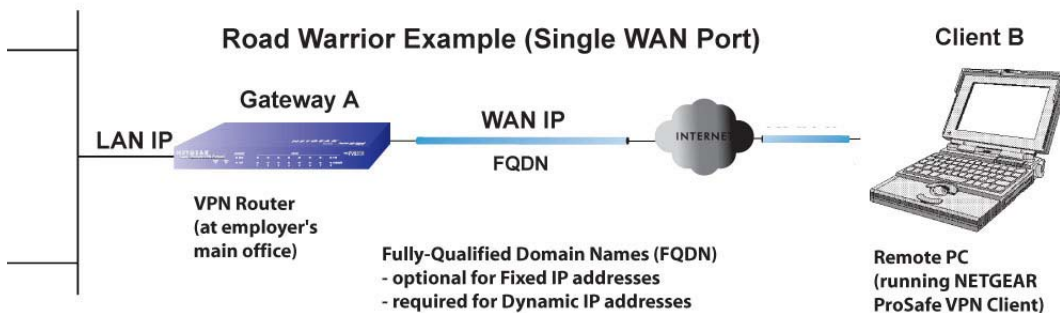 Road Warrior Example (Single WAN Port)
Client B
Gateway A
LAN IP
NETGEAR
WAN IP
FQDN
INTERNET
VPN Router
(at employer's
main office)
Fully-Qualified Domain Names (FQDN)
- optional for Fixed IP addresses
- required for Dynamic IP addresses
Remote PC
(running NETGEAR
ProSafe VPN Client)